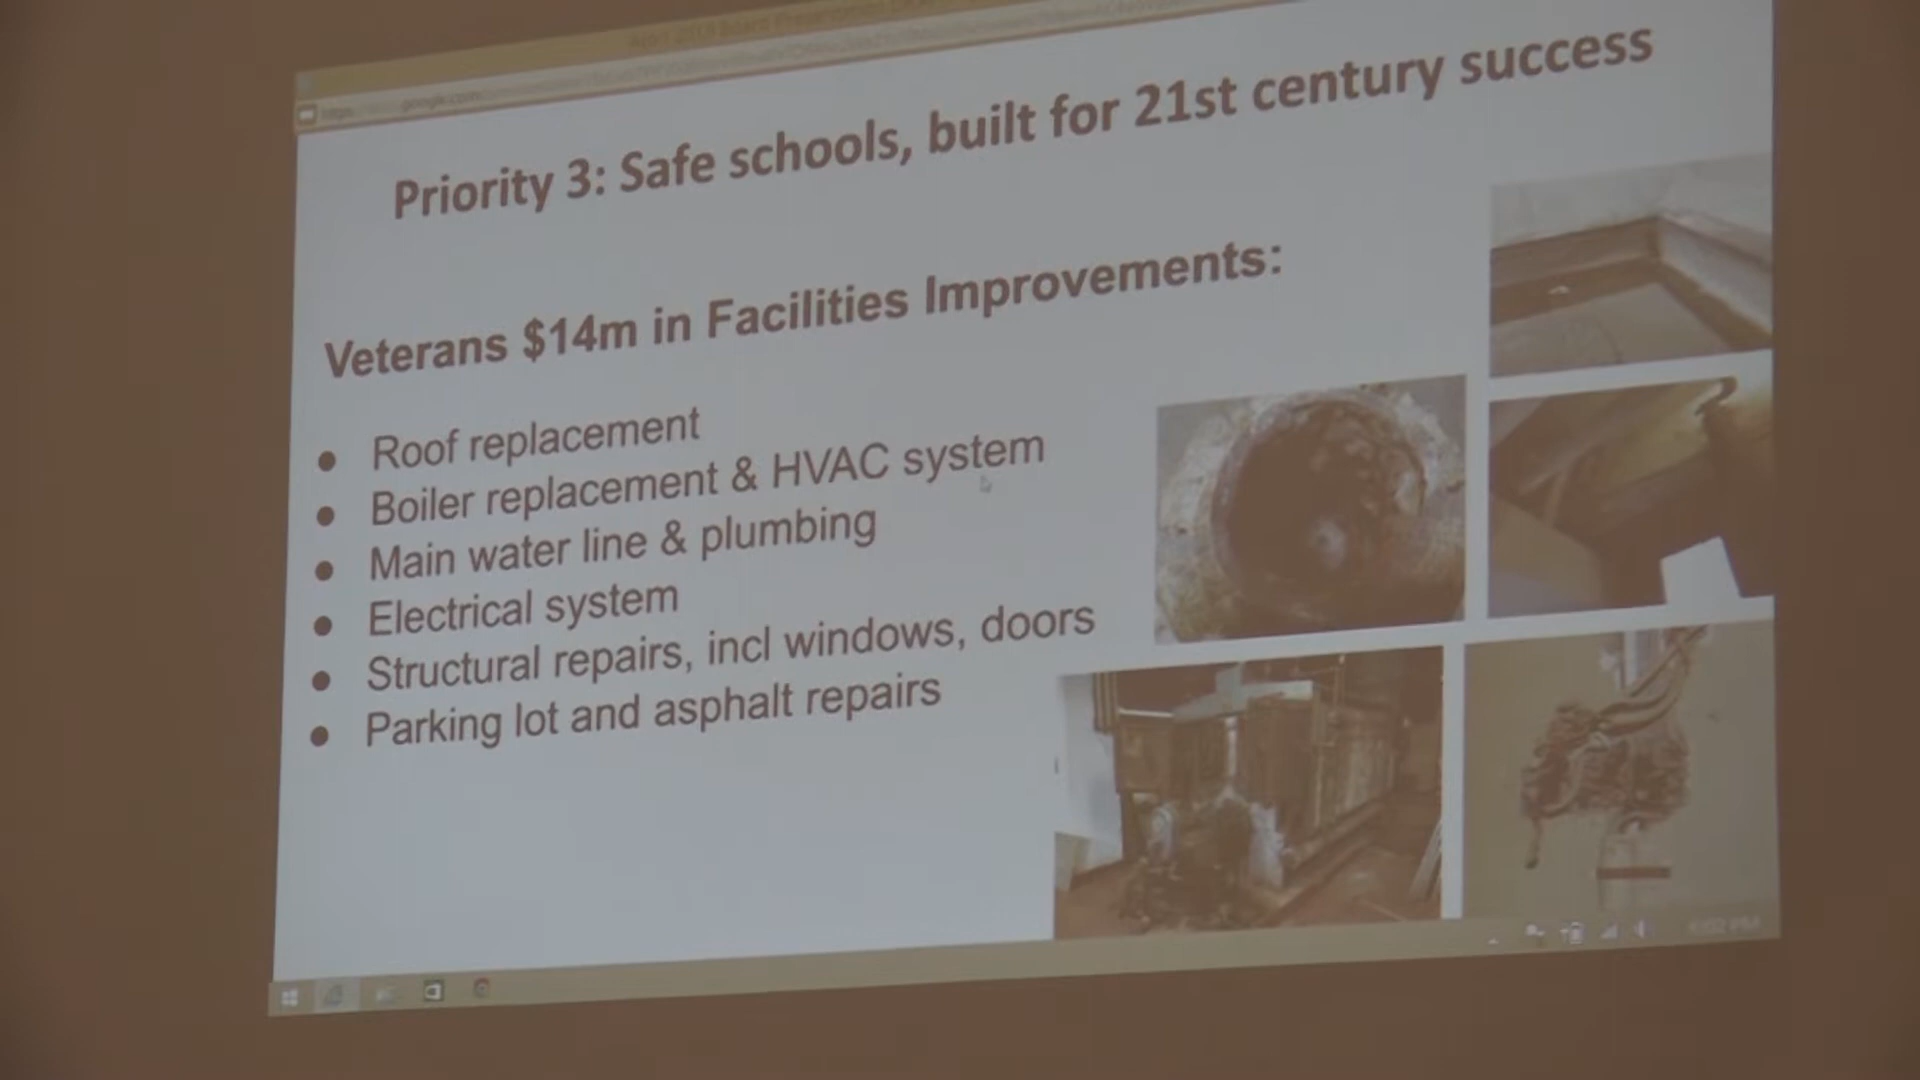 Priority 3: Safe schools, built for 21st century success
Veterans $14m in Facilities Improvements:
● Roof replacement
● Boiler replacement & HVAC system
● Main water line & plumbing
● Electrical system
● Structural repairs, incl windows, doors
● Parking lot and asphalt repairs